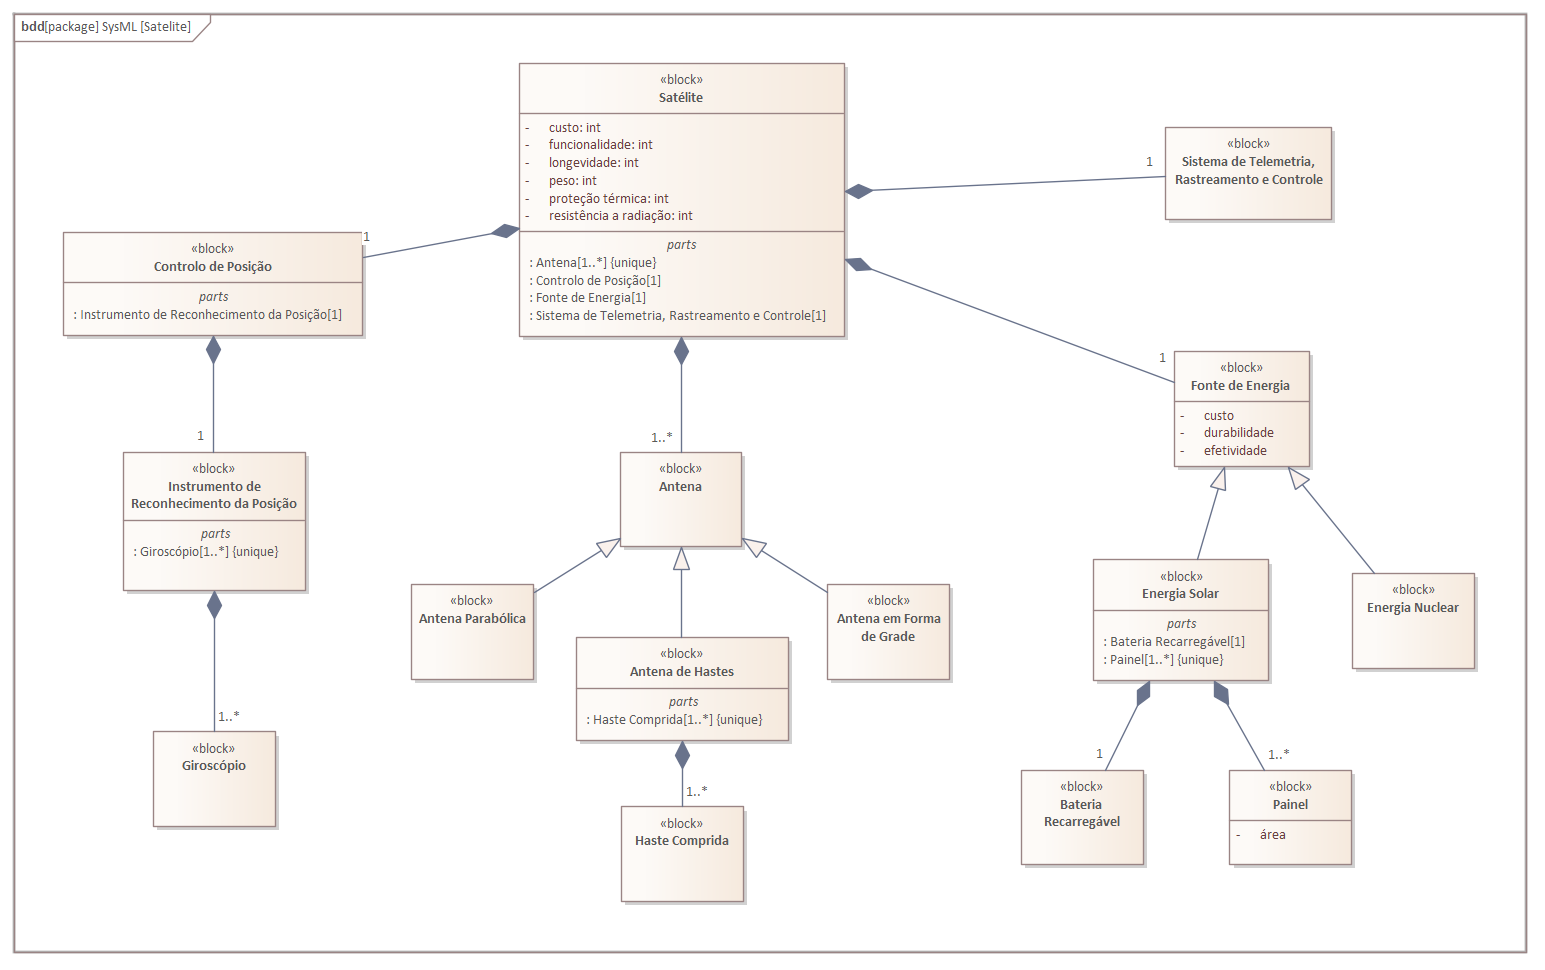 bdd[package] SysML [Satelite]
«block»
Satélite
- custo: int
- funcionalidade: int
- longevidade: int
- peso: int
- proteção térmica: int
- resistência a radiação: int
parts
: Antena[1..*] {unique}
: Controlo de Posição[1]
: Fonte de Energia[1]
: Sistema de Telemetria, Rastreamento e Controle[1]
1
«block»
Sistema de Telemetria,
Rastreamento e Controle
1
«block»
Controlo de Posição
parts
: Instrumento de Reconhecimento da Posição[1]
1
«block»
Fonte de Energia
- custo
- durabilidade
- efetividade
1
«block»
Instrumento de
Reconhecimento da Posição
parts
: Giroscópio[1..*] {unique}
1..*
«block»
Antena
«block»
Antena Parabólica
«block»
Antena de Hastes
parts
: Haste Comprida[1..*] {unique}
«block»
Antena em Forma
de Grade
«block»
Energia Solar
parts
: Bateria Recarregável[1]
: Painel[1..*] {unique}
«block»
Energia Nuclear
1..*
«block»
Giroscópio
1..*
«block»
Haste Comprida
1
«block»
Bateria
Recarregável
1..*
«block»
Painel
- área